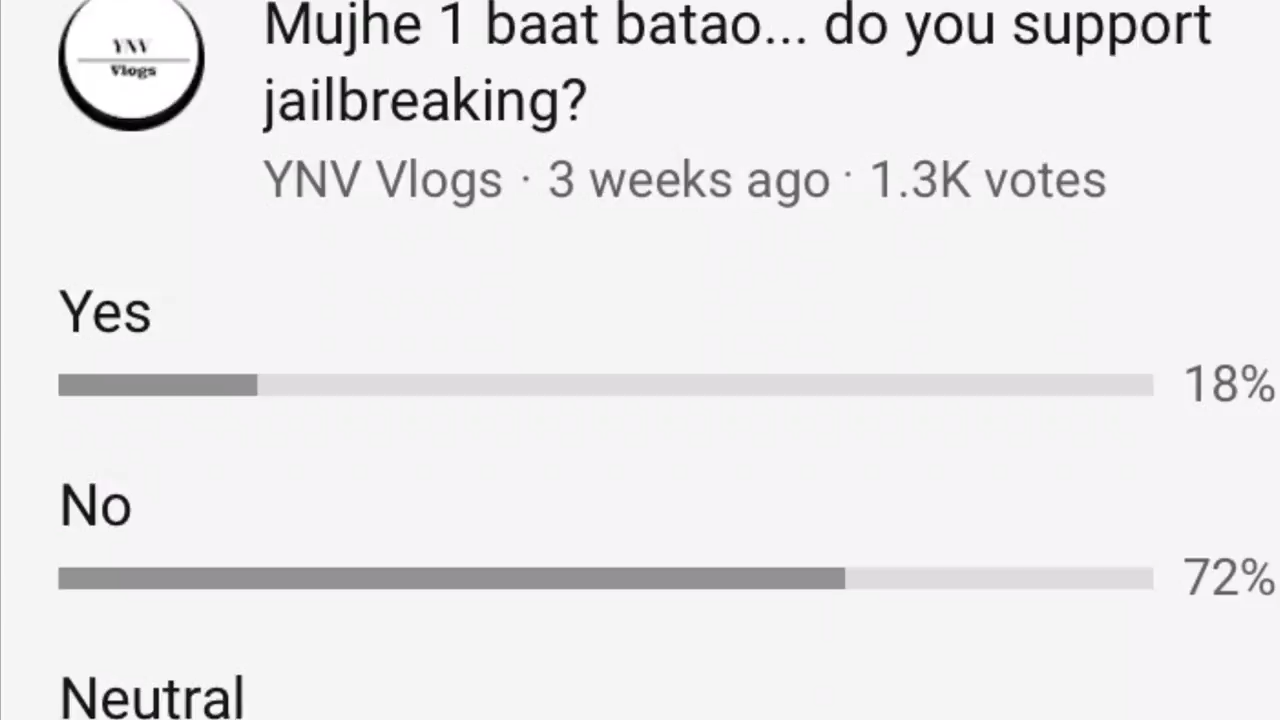 YNV
Vlogs
Mujhe 1 baat batao... do you support
jailbreaking?
YNV Vlogs · 3 weeks ago · 1.3K votes
Yes
18%
No
72%
Neutral